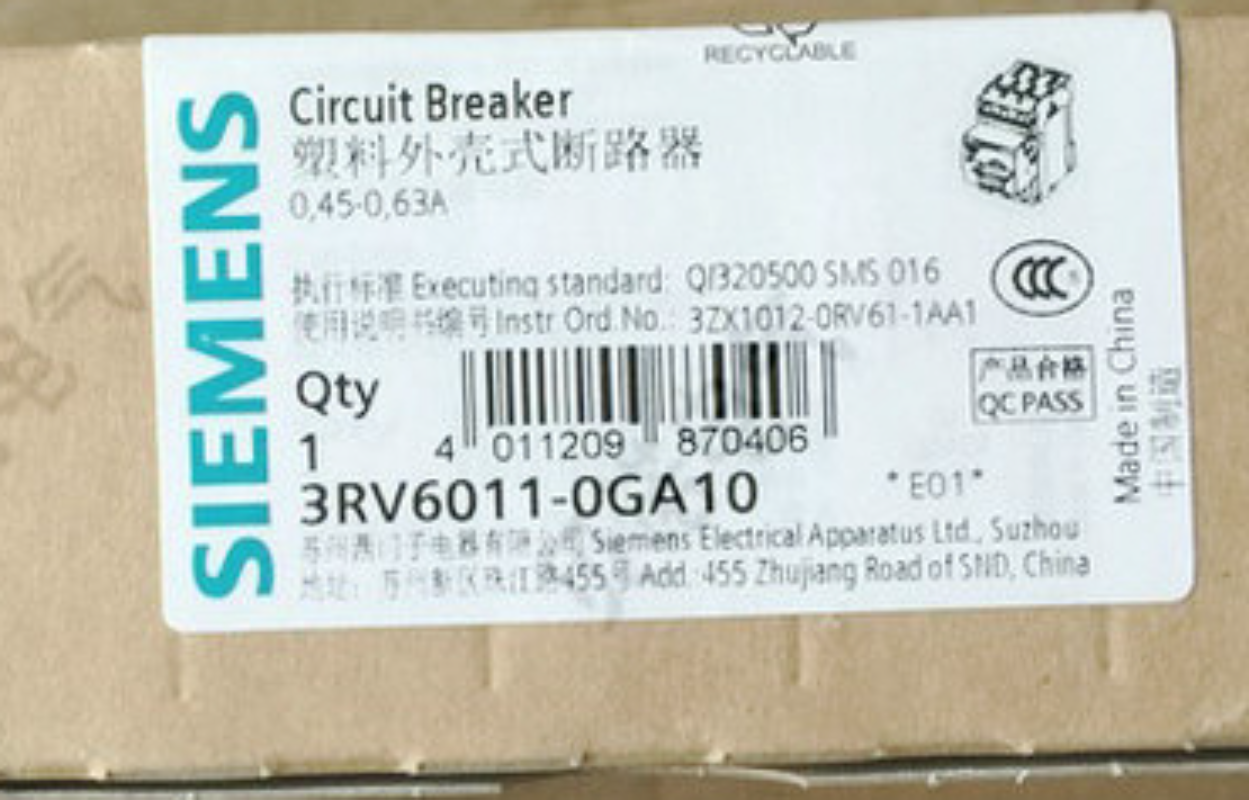 RECYCLABLE
SIEMENS
Circuit Breaker
塑料外壳式断路器
0,45-0,63A
执行标准 Executing standard: QJ320500 SMS 016
使用说明书编号 Instr Ord.No.: 3ZX1012-0RV61-1AA1
CCC
产品合格
QC PASS
Made in China
中国制造
Qty
1
4 011209 870406
3RV6011-0GA10
*E01*
苏州西门子电器有限公司 Siemens Electrical Apparatus Ltd., Suzhou
地址: 苏州新区珠江路455号 Add: 455 Zhujiang Road of SND, China